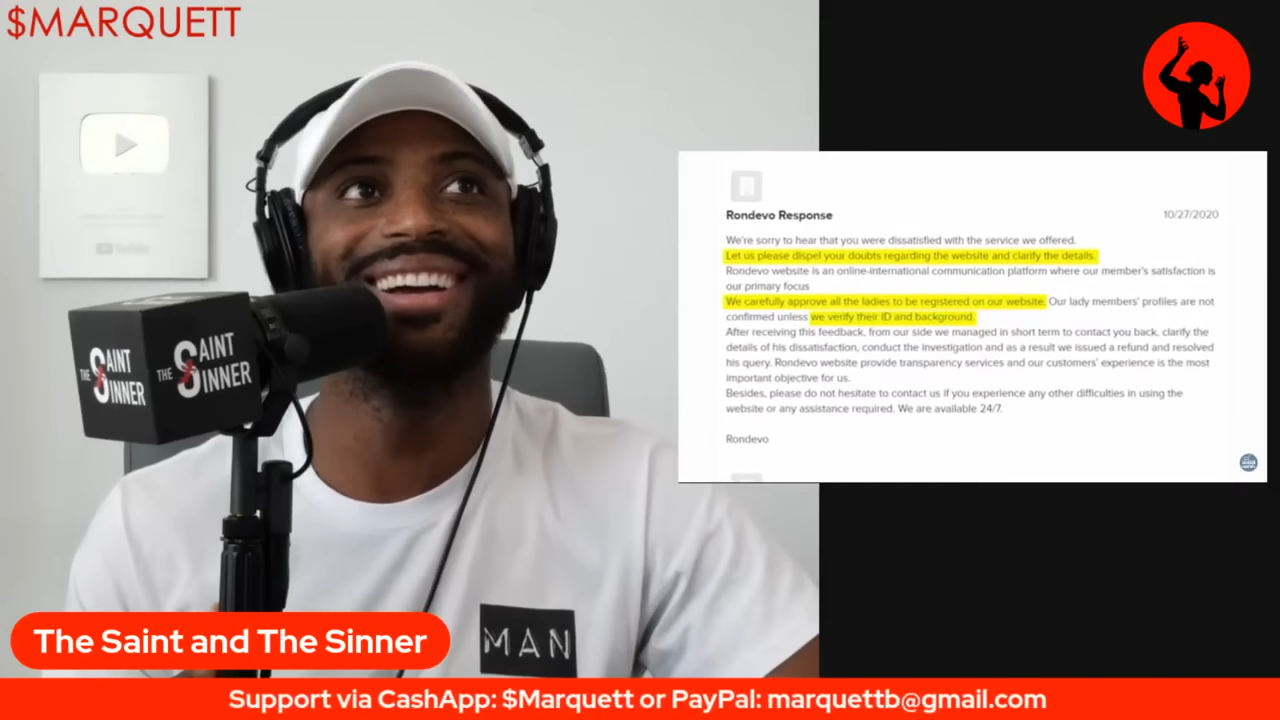 $MARQUETT
THE SAINT
SINNER
THE SAINT
SINNER
MAN
The Saint and The Sinner
Support via CashApp: $Marquett or PayPal: marquettb@gmail.com
Rondevo Response
10/27/2020
We're sorry to hear that you were dissatisfied with the service we offered.
Let us please dispel your doubts regarding the website and clarify the details.
Rondevo website is an online-international communication platform where our member's satisfaction is
our primary focus
We carefully approve all the ladies to be registered on our website. Our lady members' profiles are not
confirmed unless we verify their ID and background.
After receiving this feedback, from our side we managed in short term to contact you back, clarify the
details of his dissatisfaction, conduct the investigation and as a result we issued a refund and resolved
his query. Rondevo website provide transparency services and our customers' experience is the most
important objective for us.
Besides, please do not hesitate to contact us if you experience any other difficulties in using the
website or any assistance required. We are available 24/7.
Rondevo